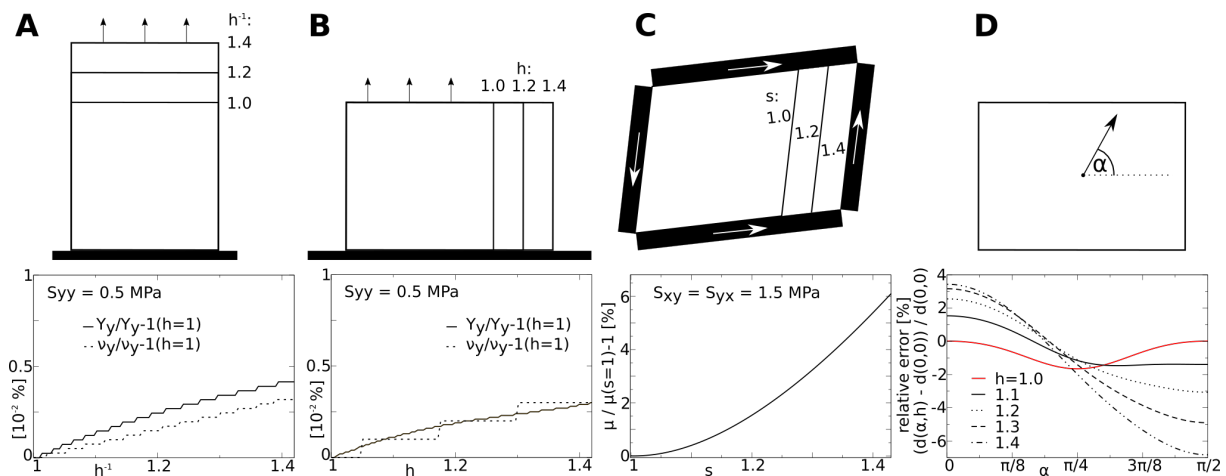 A
h⁻¹:
1.4
1.2
1.0
B
h:
1.0 1.2 1.4
C
s:
1.0
1.2
1.4
D
α
Syy = 0.5 MPa
Yy/Yy-1(h=1)
νy/νy-1(h=1)
1
0.5
0
[10⁻² %]
1 1.2 1.4
h⁻¹
Syy = 0.5 MPa
Yy/Yy-1(h=1)
νy/νy-1(h=1)
1
0.5
0
[10⁻² %]
1 1.2 1.4
h
Sxy = Syx = 1.5 MPa
6
4
2
0
μ / μ(s=1)-1 [%]
1 1.2 1.4
s
relative error [%]
(d(α,h) - d(0,0)) / d(0,0)
4
2
0
-2
-4
-6
h=1.0
1.1
1.2
1.3
1.4
0 π/8 π/4 3π/8 π/2
α